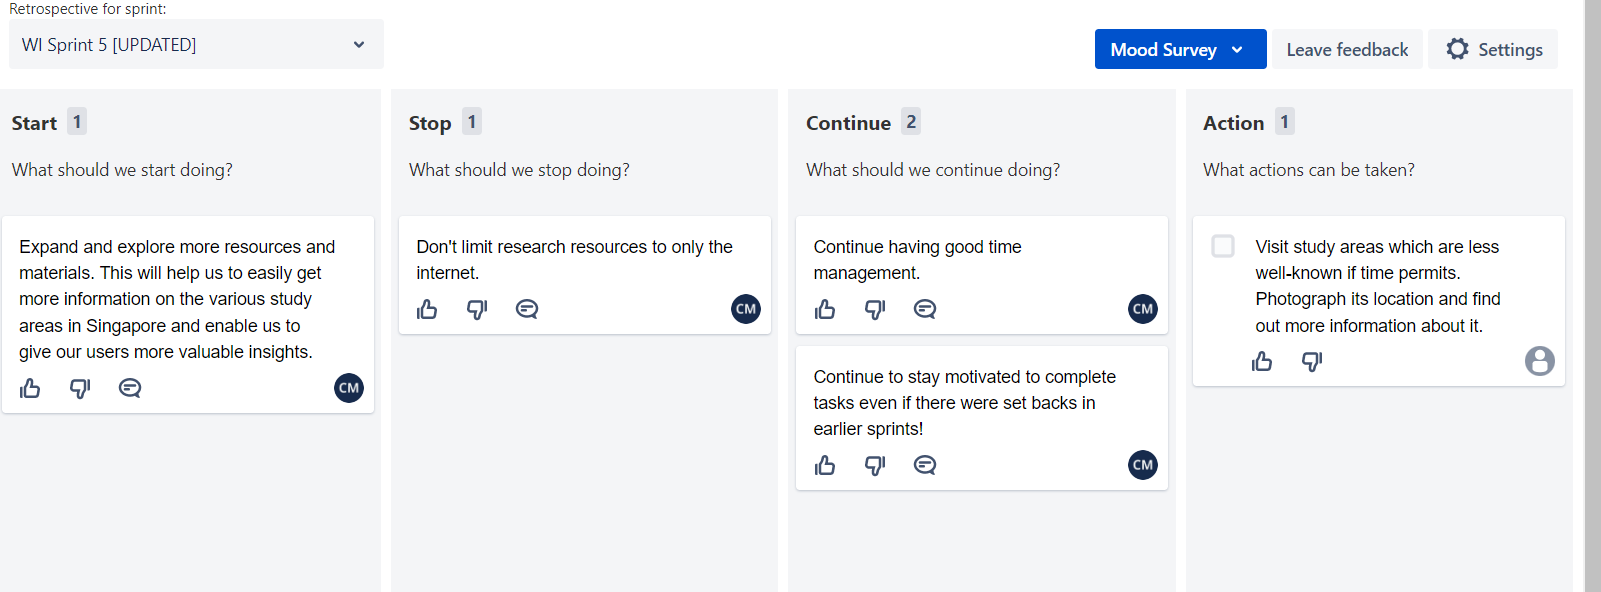 Retrospective for sprint:
WI Sprint 5 [UPDATED]
Mood Survey
Leave feedback
Settings
Start 1
What should we start doing?
Expand and explore more resources and
materials. This will help us to easily get
more information on the various study
areas in Singapore and enable us to
give our users more valuable insights.
CM
Stop 1
What should we stop doing?
Don't limit research resources to only the
internet.
CM
Continue 2
What should we continue doing?
Continue having good time
management.
CM
Continue to stay motivated to complete
tasks even if there were set backs in
earlier sprints!
CM
Action 1
What actions can be taken?
Visit study areas which are less
well-known if time permits.
Photograph its location and find
out more information about it.